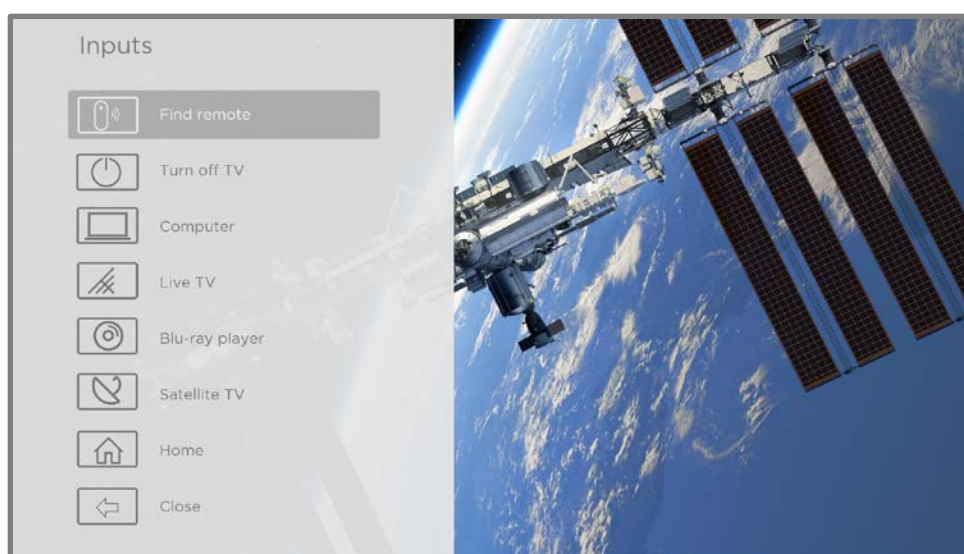 Inputs
Find remote
Turn off TV
Computer
Live TV
Blu-ray player
Satellite TV
Home
Close